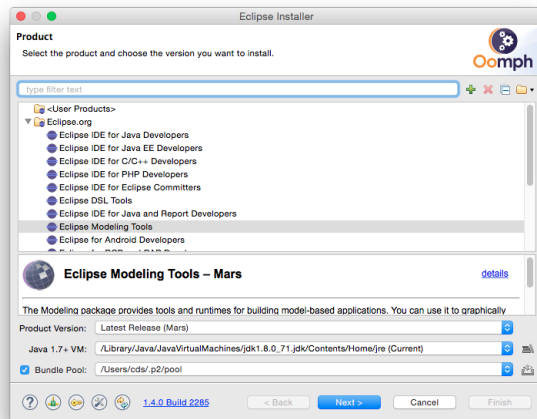 Eclipse Installer
Product
Select the product and choose the version you want to install.
Oomph
type filter text
<User Products>
Eclipse.org
Eclipse IDE for Java Developers
Eclipse IDE for Java EE Developers
Eclipse IDE for C/C++ Developers
Eclipse IDE for PHP Developers
Eclipse IDE for Eclipse Committers
Eclipse DSL Tools
Eclipse IDE for Java and Report Developers
Eclipse Modeling Tools
Eclipse for Android Developers
Eclipse Modeling Tools – Mars
details
The Modeling package provides tools and runtimes for building model-based applications. You can use it to graphically
Product Version: Latest Release (Mars)
Java 1.7+ VM: /Library/Java/JavaVirtualMachines/jdk1.8.0_71.jdk/Contents/Home/jre (Current)
Bundle Pool: /Users/cds/.p2/pool
1.4.0 Build 2285 < Back Next > Cancel Finish